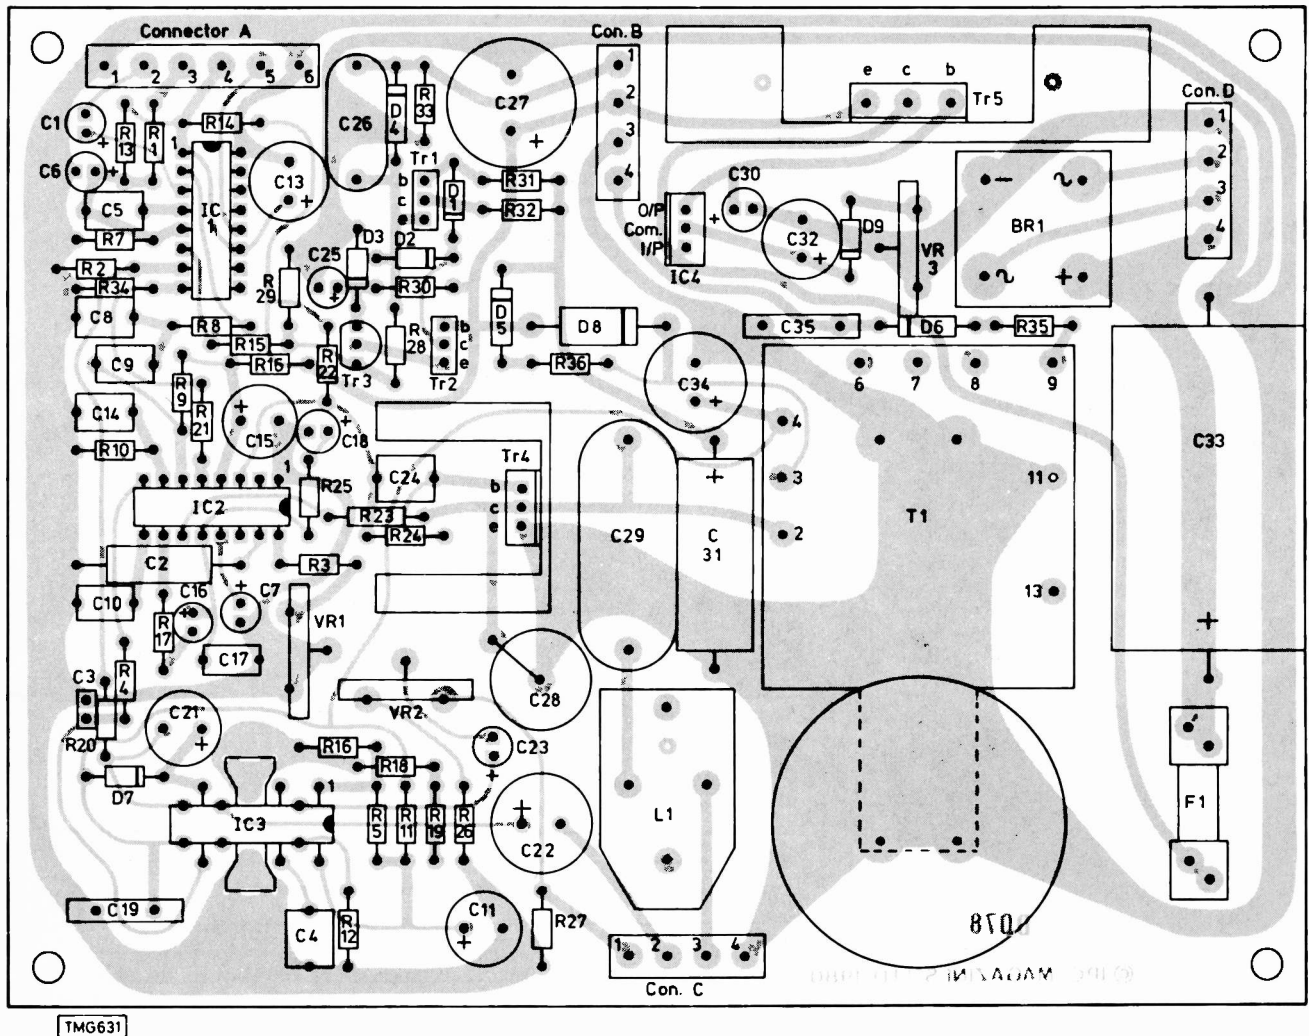 Connector A
1 2 3 4 5 6
C1
R13
R1
R14
C6
C5
IC1
1
C13
C26
D4
R33
C27
Con. B
1
2
3
4
e c b
Tr5
Con. D
1
2
3
4
Tr1
b
c
e
D1
R31
R32
O/P
Com.
I/P
IC4
C30
C32
D9
VR3
BR1
R7
R2
R34
C8
R29
C25
D3
D2
R30
R8
R15
R16
R22
Tr3
R28
b
c
e
Tr2
D5
D8
R36
C34
C35
D6
R35
C9
R9
R21
C14
R10
C15
C18
6 7 8 9
4
3
2
11
13
T1
C33
IC2
1
R25
C24
Tr4
b
c
e
R23
R24
C29
C31
C2
R3
C10
C16
C7
R17
VR1
C17
C3
R4
R20
C21
VR2
C28
C23
D7
R16
R18
IC3
1
R5
R11
R19
R26
C22
L1
F1
C19
C4
R12
C11
R27
1 2 3 4
Con. C
D078
TMG631